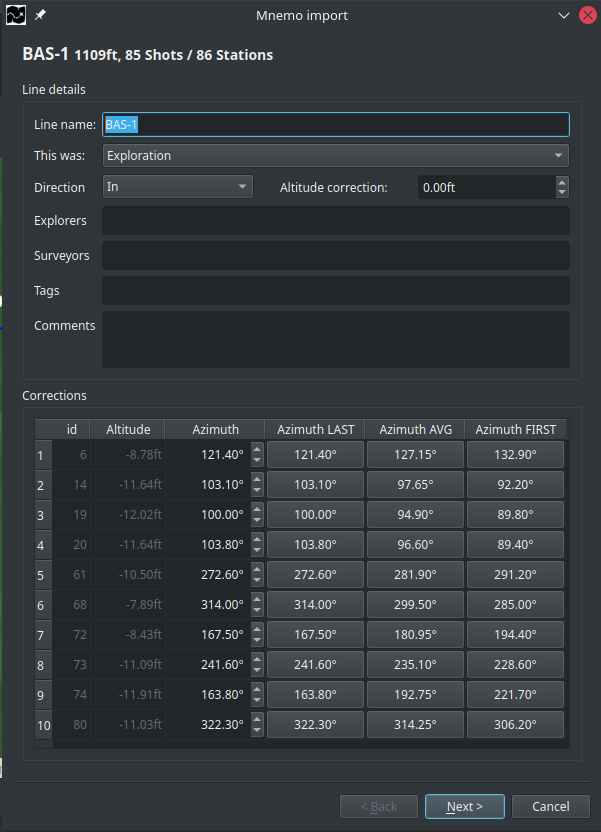 Mnemo import
BAS-1 1109ft, 85 Shots / 86 Stations
Line details
Line name: BAS-1
This was: Exploration
Direction In Altitude correction: 0.00ft
Explorers
Surveyors
Tags
Comments
Corrections
id Altitude Azimuth Azimuth LAST Azimuth AVG Azimuth FIRST
1 6 -8.78ft 121.40° 121.40° 127.15° 132.90°
2 14 -11.64ft 103.10° 103.10° 97.65° 92.20°
3 19 -12.02ft 100.00° 100.00° 94.90° 89.80°
4 20 -11.64ft 103.80° 103.80° 96.60° 89.40°
5 61 -10.50ft 272.60° 272.60° 281.90° 291.20°
6 68 -7.89ft 314.00° 314.00° 299.50° 285.00°
7 72 -8.43ft 167.50° 167.50° 180.95° 194.40°
8 73 -11.09ft 241.60° 241.60° 235.10° 228.60°
9 74 -11.91ft 163.80° 163.80° 192.75° 221.70°
10 80 -11.03ft 322.30° 322.30° 314.25° 306.20°
< Back Next > Cancel